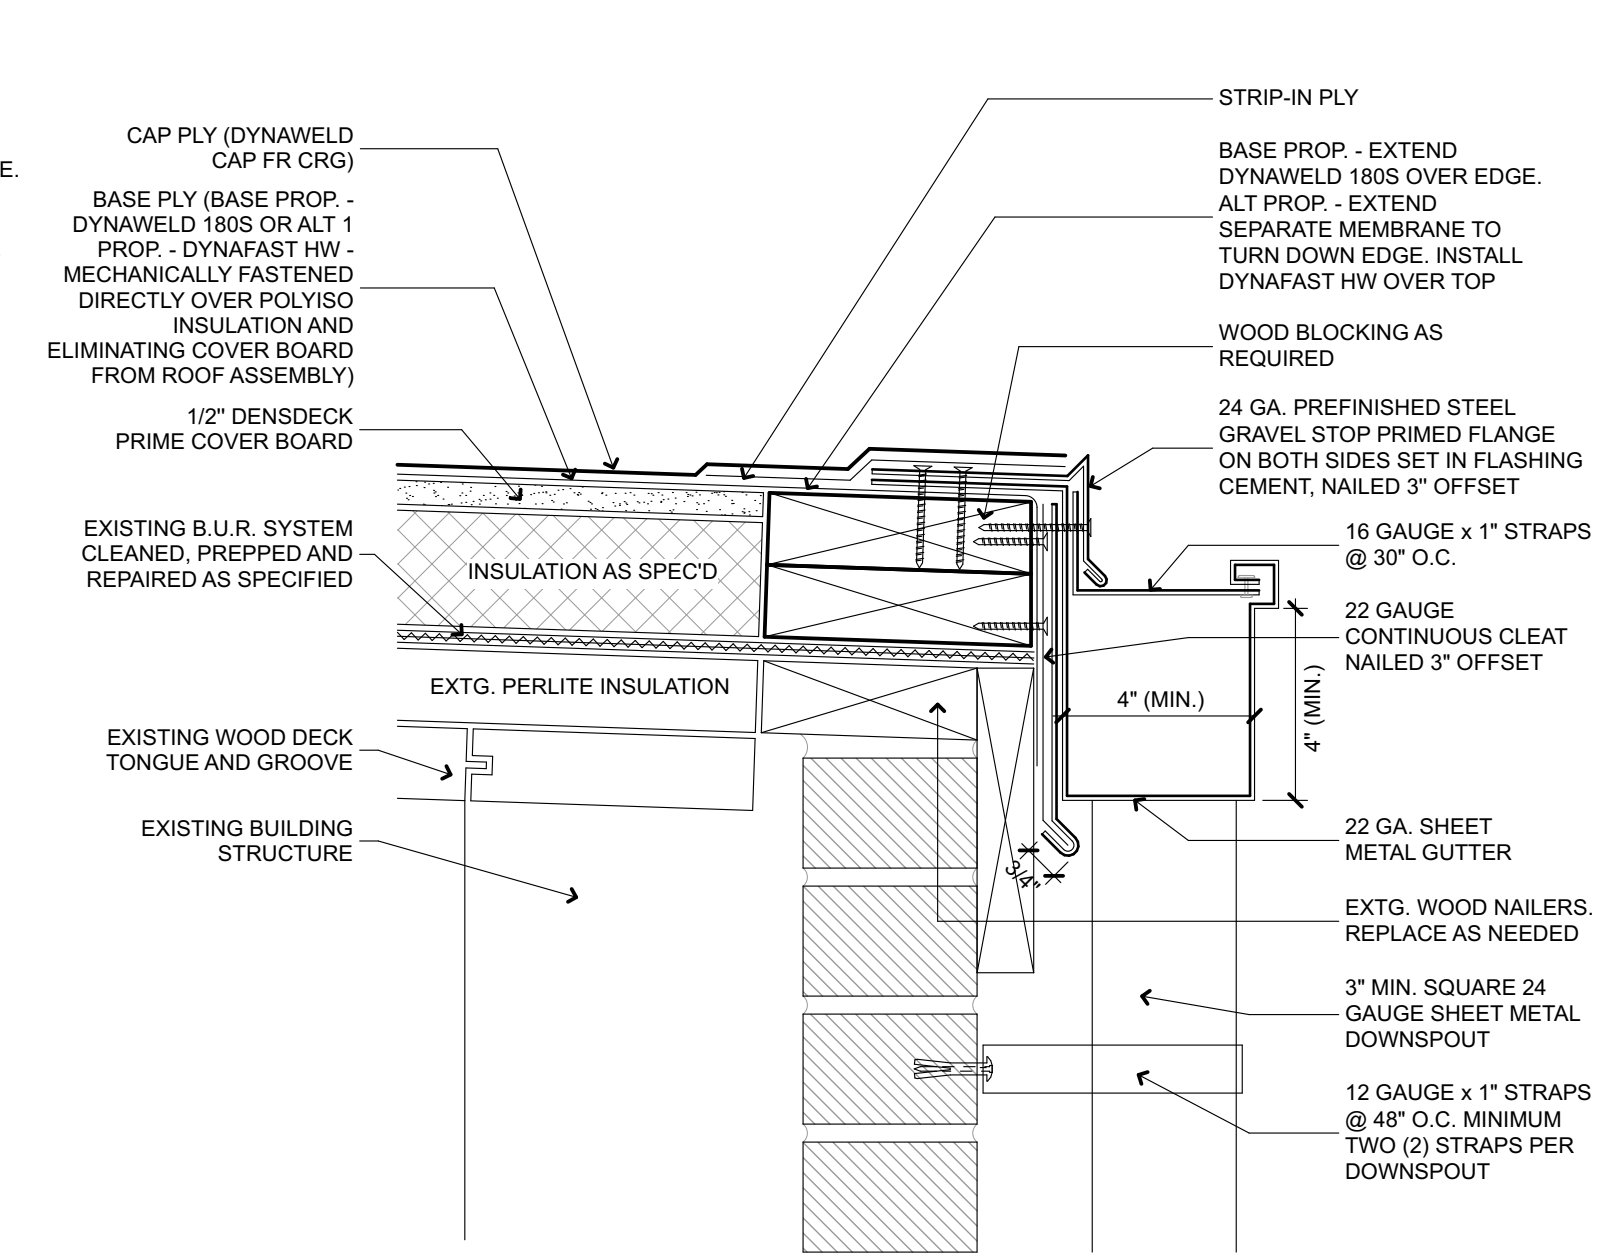 E.
CAP PLY (DYNAWELD
CAP FR CRG)
BASE PLY (BASE PROP. -
DYNAWELD 180S OR ALT 1
PROP. - DYNAFAST HW -
MECHANICALLY FASTENED
DIRECTLY OVER POLYISO
INSULATION AND
ELIMINATING COVER BOARD
FROM ROOF ASSEMBLY)
1/2" DENSDECK
PRIME COVER BOARD
EXISTING B.U.R. SYSTEM
CLEANED, PREPPED AND
REPAIRED AS SPECIFIED
EXISTING WOOD DECK
TONGUE AND GROOVE
EXISTING BUILDING
STRUCTURE
INSULATION AS SPEC'D
EXTG. PERLITE INSULATION
STRIP-IN PLY
BASE PROP. - EXTEND
DYNAWELD 180S OVER EDGE.
ALT PROP. - EXTEND
SEPARATE MEMBRANE TO
TURN DOWN EDGE. INSTALL
DYNAFAST HW OVER TOP
WOOD BLOCKING AS
REQUIRED
24 GA. PREFINISHED STEEL
GRAVEL STOP PRIMED FLANGE
ON BOTH SIDES SET IN FLASHING
CEMENT, NAILED 3" OFFSET
16 GAUGE x 1" STRAPS
@ 30" O.C.
22 GAUGE
CONTINUOUS CLEAT
NAILED 3" OFFSET
4" (MIN.)
4" (MIN.)
3/4"
22 GA. SHEET
METAL GUTTER
EXTG. WOOD NAILERS.
REPLACE AS NEEDED
3" MIN. SQUARE 24
GAUGE SHEET METAL
DOWNSPOUT
12 GAUGE x 1" STRAPS
@ 48" O.C. MINIMUM
TWO (2) STRAPS PER
DOWNSPOUT